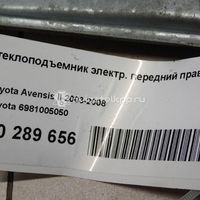 теклоподъемник электр. передний прав
yota Avensis II 2003-2008
yota 6981005050
0 289 656